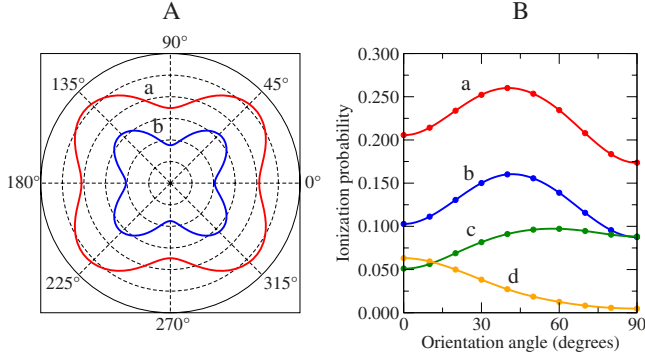 A
90°
135°
45°
a
b
180°
0°
225°
315°
270°
B
Ionization probability
0.300
0.250
0.200
0.150
0.100
0.050
0.000
a
b
c
d
0 30 60 90
Orientation angle (degrees)